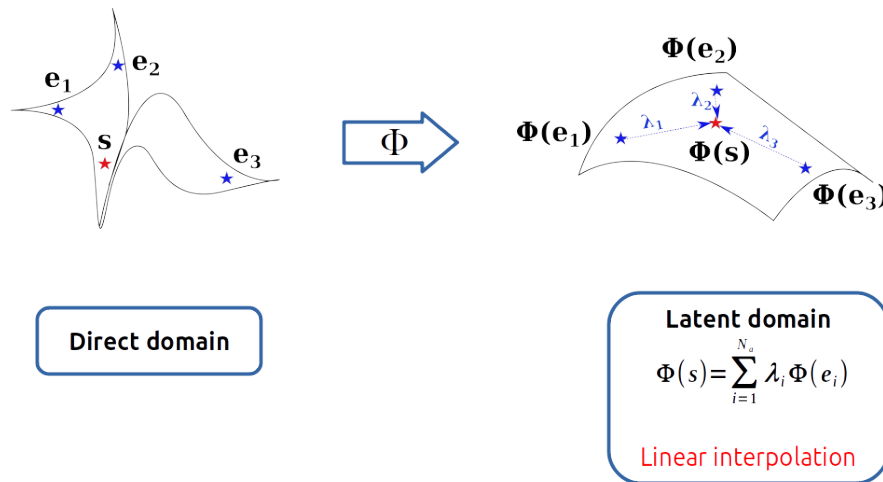 e₁
e₂
s
e₃
Φ
Φ(e₂)
Φ(e₁)
λ₁
λ₂
λ₃
Φ(s)
Φ(e₃)
Direct domain
Latent domain
Φ(s)=∑_{i=1}^{N_a} λ_i Φ(e_i)
Linear interpolation